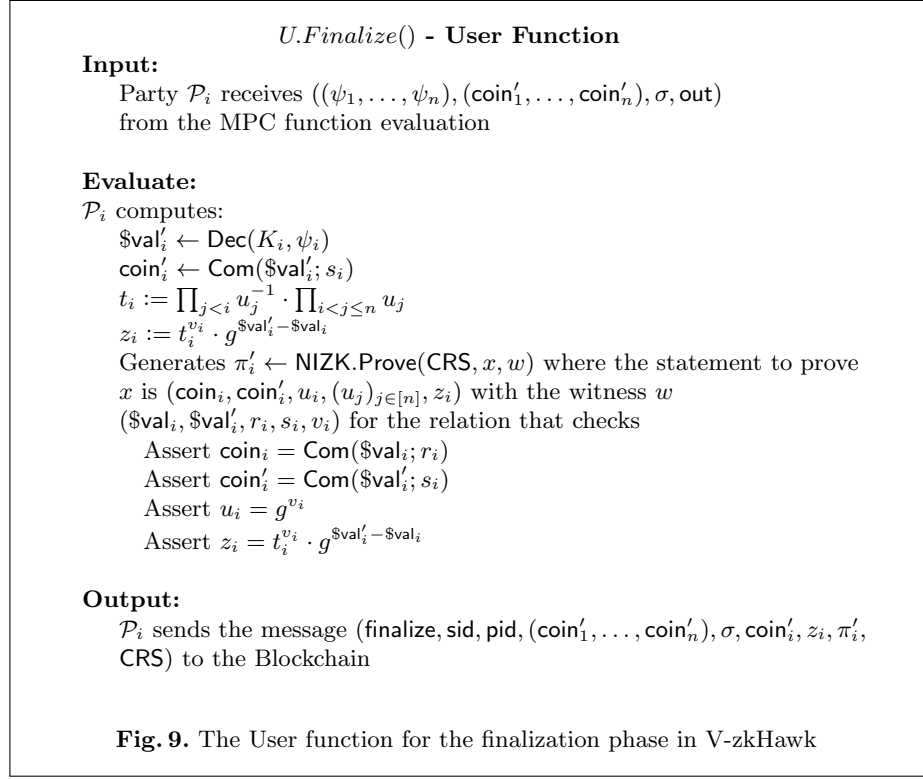 U.Finalize() - User Function
Input:
Party 𝒫ᵢ receives ((ψ₁, . . . , ψₙ), (coin′₁, . . . , coin′ₙ), σ, out)
from the MPC function evaluation
Evaluate:
𝒫ᵢ computes:
$val′ᵢ ← Dec(Kᵢ, ψᵢ)
coin′ᵢ ← Com($val′ᵢ; sᵢ)
tᵢ := ∏_{j<i} u_j^{−1} · ∏_{i<j≤n} u_j
zᵢ := tᵢ^{vᵢ} · g^{$val′ᵢ−$valᵢ}
Generates π′ᵢ ← NIZK.Prove(CRS, x, w) where the statement to prove
x is (coinᵢ, coin′ᵢ, uᵢ, (u_j)_{j∈[n]}, zᵢ) with the witness w
($valᵢ, $val′ᵢ, rᵢ, sᵢ, vᵢ) for the relation that checks
Assert coinᵢ = Com($valᵢ; rᵢ)
Assert coin′ᵢ = Com($val′ᵢ; sᵢ)
Assert uᵢ = g^{vᵢ}
Assert zᵢ = tᵢ^{vᵢ} · g^{$val′ᵢ−$valᵢ}
Output:
𝒫ᵢ sends the message (finalize, sid, pid, (coin′₁, . . . , coin′ₙ), σ, coin′ᵢ, zᵢ, π′ᵢ,
CRS) to the Blockchain
Fig. 9. The User function for the finalization phase in V-zkHawk